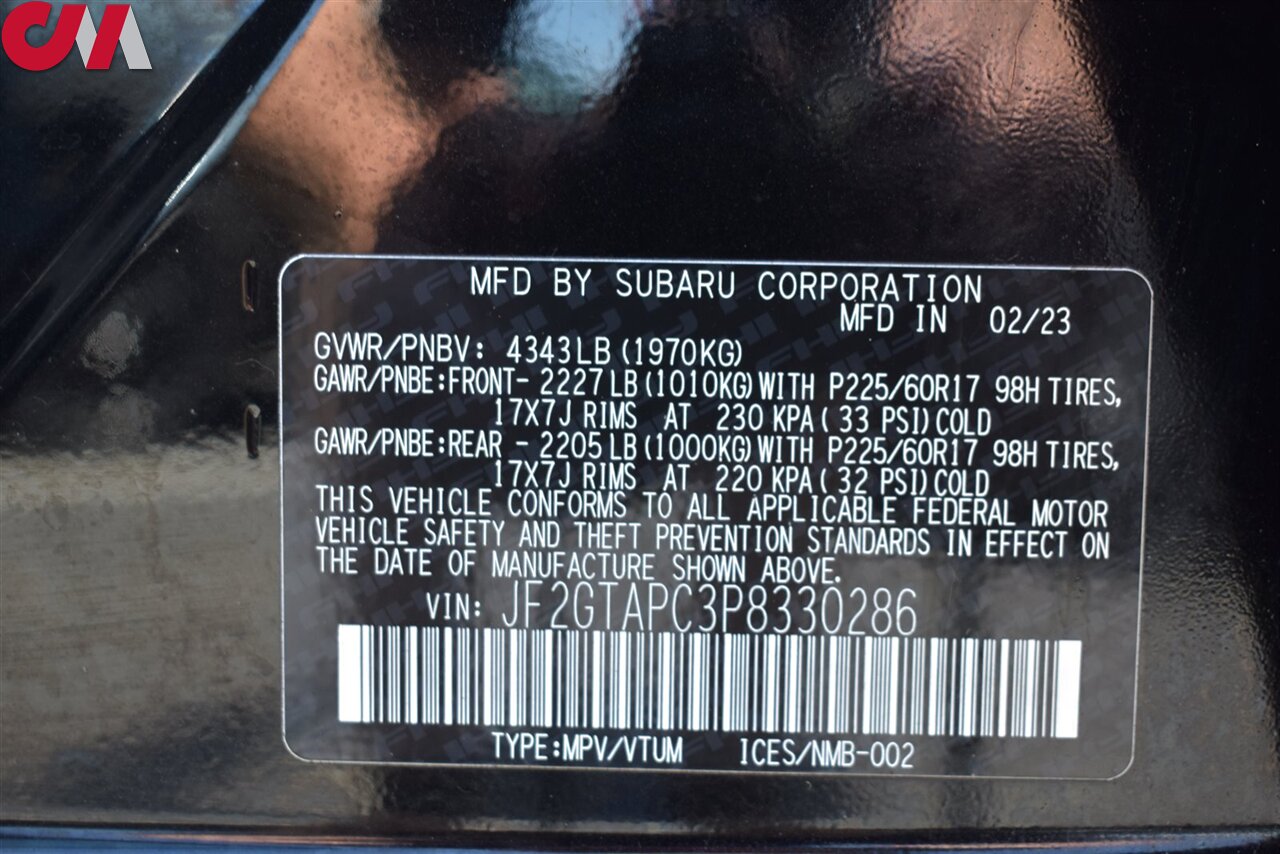 CM
MFD BY SUBARU CORPORATION
MFD IN 02/23
GVWR/PNBV: 4343LB (1970KG)
GAWR/PNBE:FRONT- 2227LB (1010KG) WITH P225/60R17 98H TIRES,
17X7J RIMS AT 230 KPA( 33 PSI) COLD
GAWR/PNBE:REAR - 2205LB (1000KG) WITH P225/60R17 98H TIRES,
17X7J RIMS AT 220 KPA( 32 PSI) COLD
THIS VEHICLE CONFORMS TO ALL APPLICABLE FEDERAL MOTOR
VEHICLE SAFETY AND THEFT PREVENTION STANDARDS IN EFFECT ON
THE DATE OF MANUFACTURE SHOWN ABOVE.
VIN: JF2GTAPC3P8330286
TYPE:MPV/VTUM ICES/NMB-002